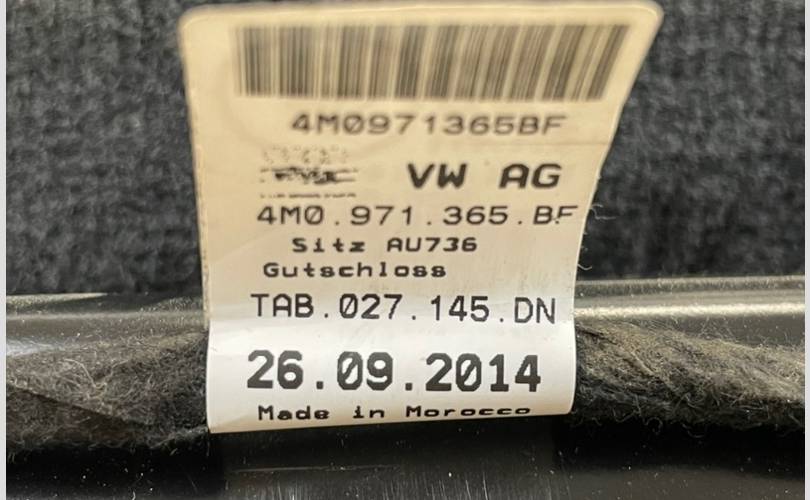 4M0971365BF
VW AG
4M0.971.365.BF
Sitz AU736
Gutschloss
TAB.027.145.DN
26.09.2014
Made in Morocco